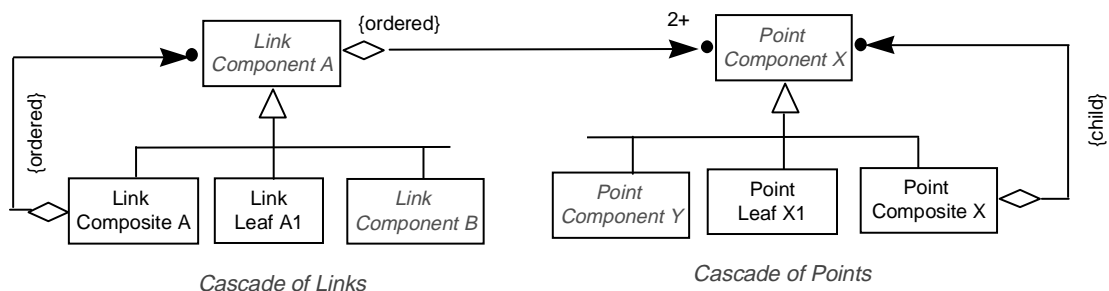 {ordered}
2+
Link
Component A
Point
Component X
{ordered}
{child}
Link
Composite A
Link
Leaf A1
Link
Component B
Point
Component Y
Point
Leaf X1
Point
Composite X
Cascade of Links
Cascade of Points